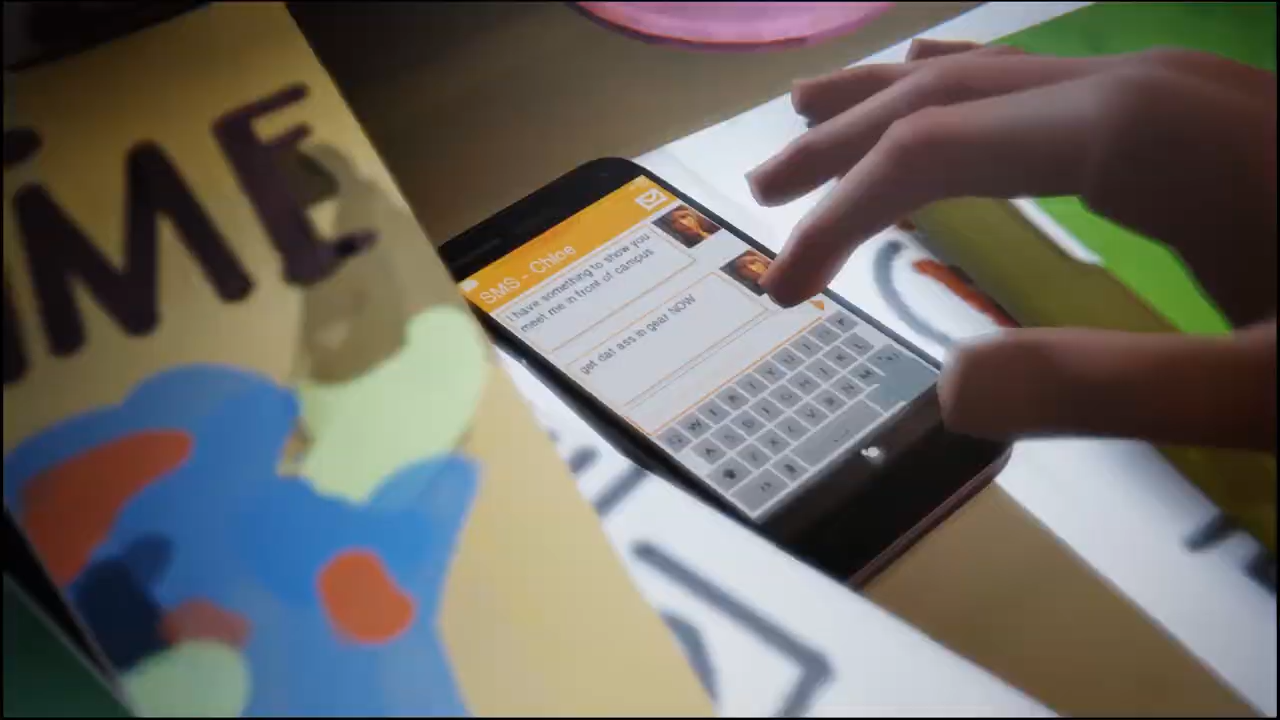 iME
SMS - Chloe
i have something to show you
meet me in front of campus
get dat ass in gear NOW